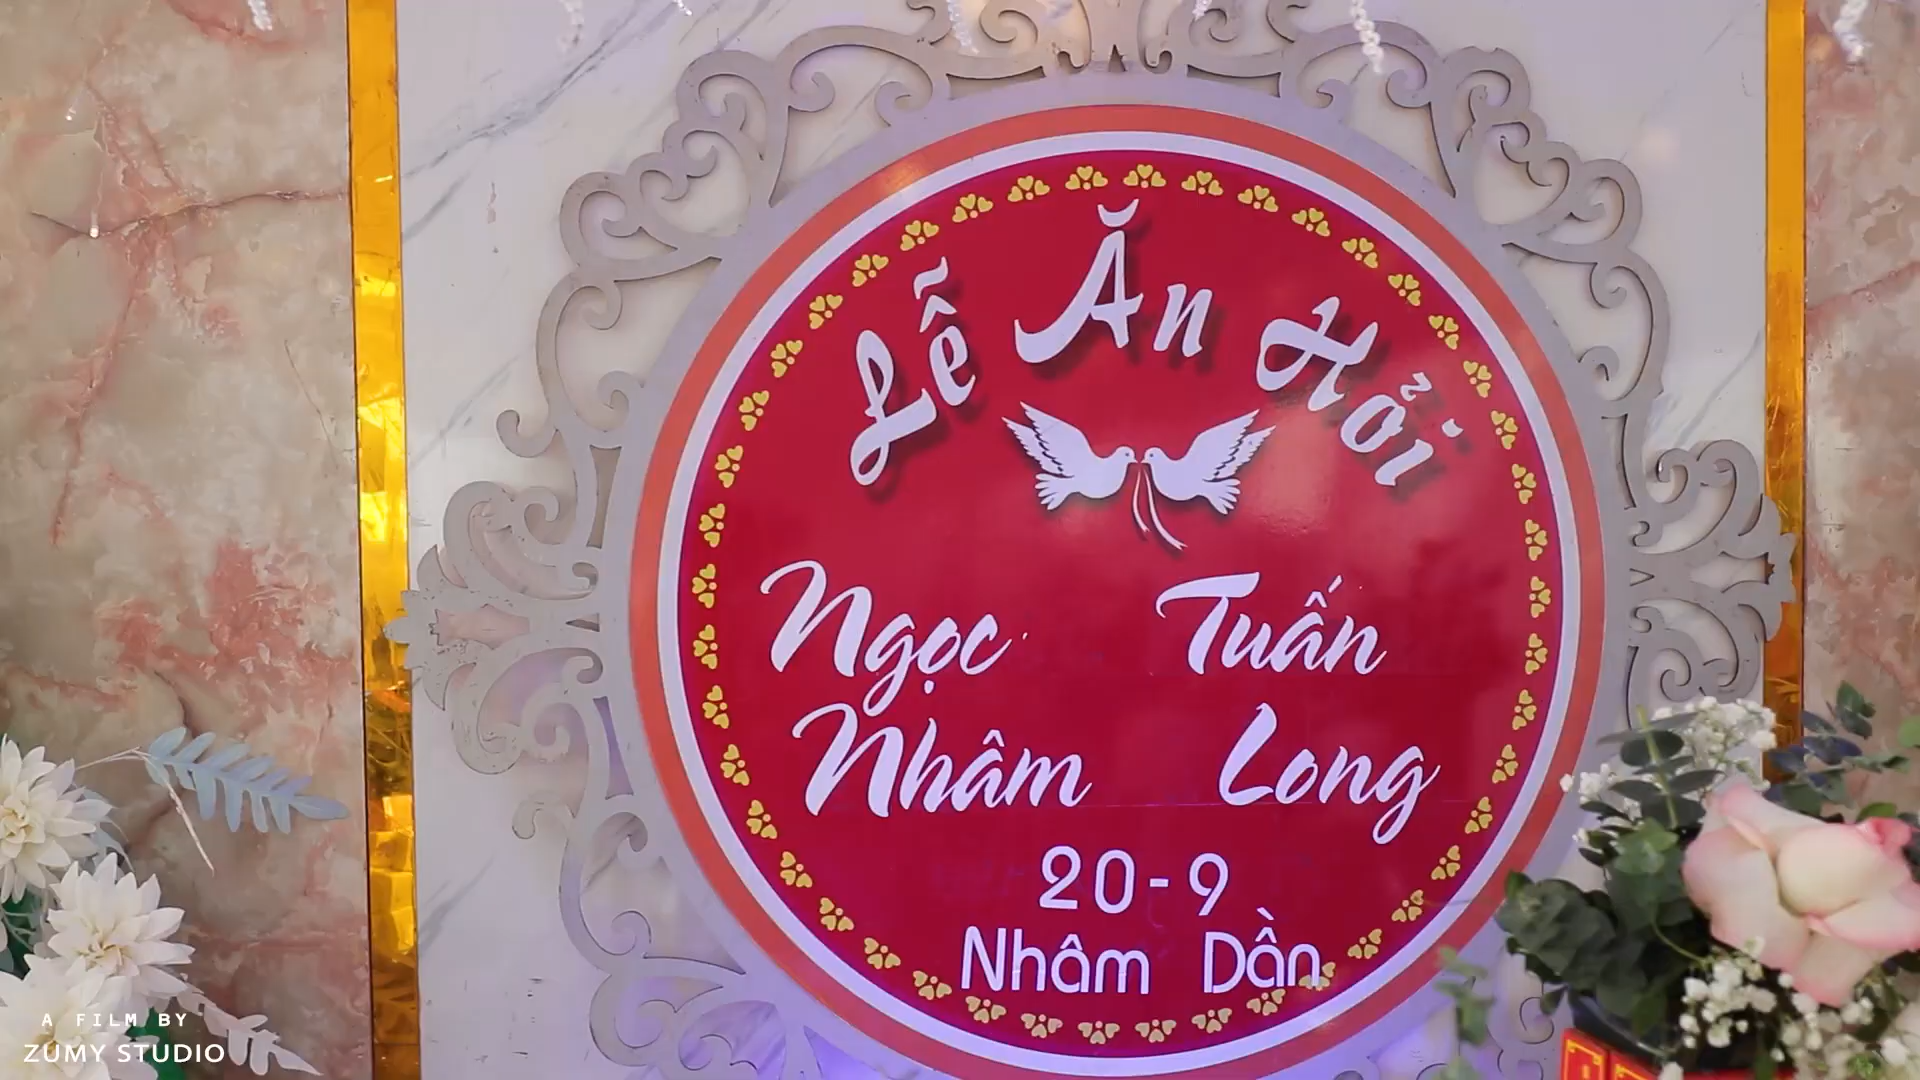 Lễ Ăn Hỏi
Ngọc Tuấn
Nhâm Long
20-9
Nhâm Dần
A FILM BY
ZUMY STUDIO